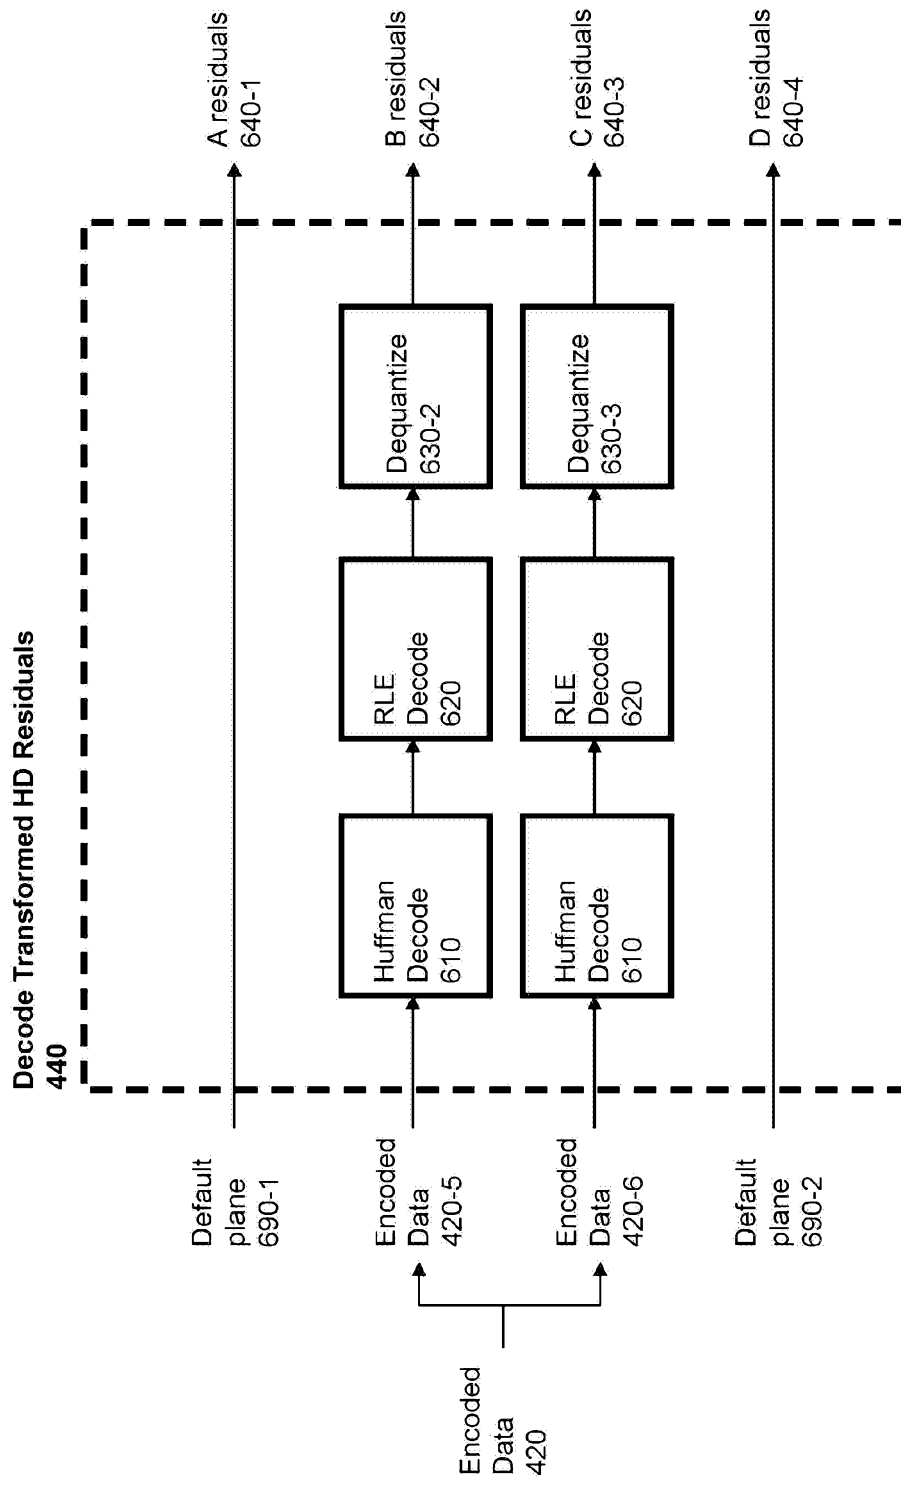 Decode Transformed HD Residuals
440
Default
plane
690-1
A residuals
640-1
Encoded
Data
420
Encoded
Data
420-5
Huffman
Decode
610
RLE
Decode
620
Dequantize
630-2
B residuals
640-2
Encoded
Data
420-6
Huffman
Decode
610
RLE
Decode
620
Dequantize
630-3
C residuals
640-3
Default
plane
690-2
D residuals
640-4